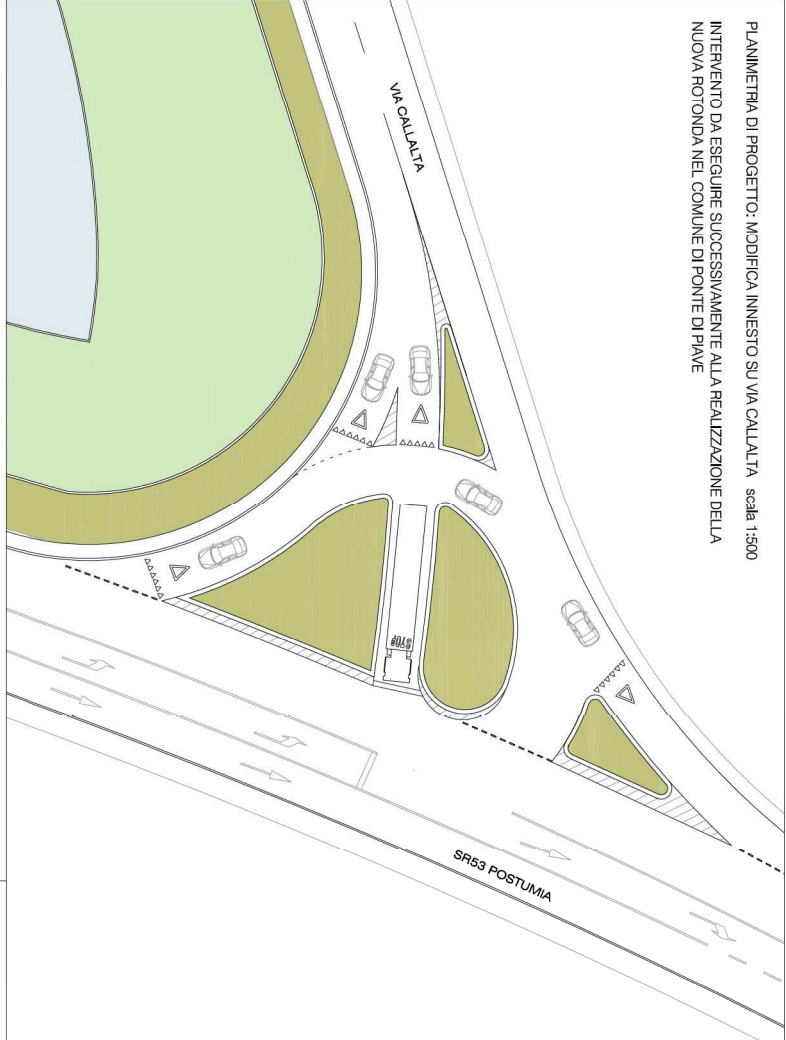 PLANIMETRIA DI PROGETTO: MODIFICA INNESTO SU VIA CALLALTA scala 1:500
INTERVENTO DA ESEGUIRE SUCCESSIVAMENTE ALLA REALIZZAZIONE DELLA
NUOVA ROTONDA NEL COMUNE DI PONTE DI PIAVE
VIA CALLALTA
STOP
SR53 POSTUMIA